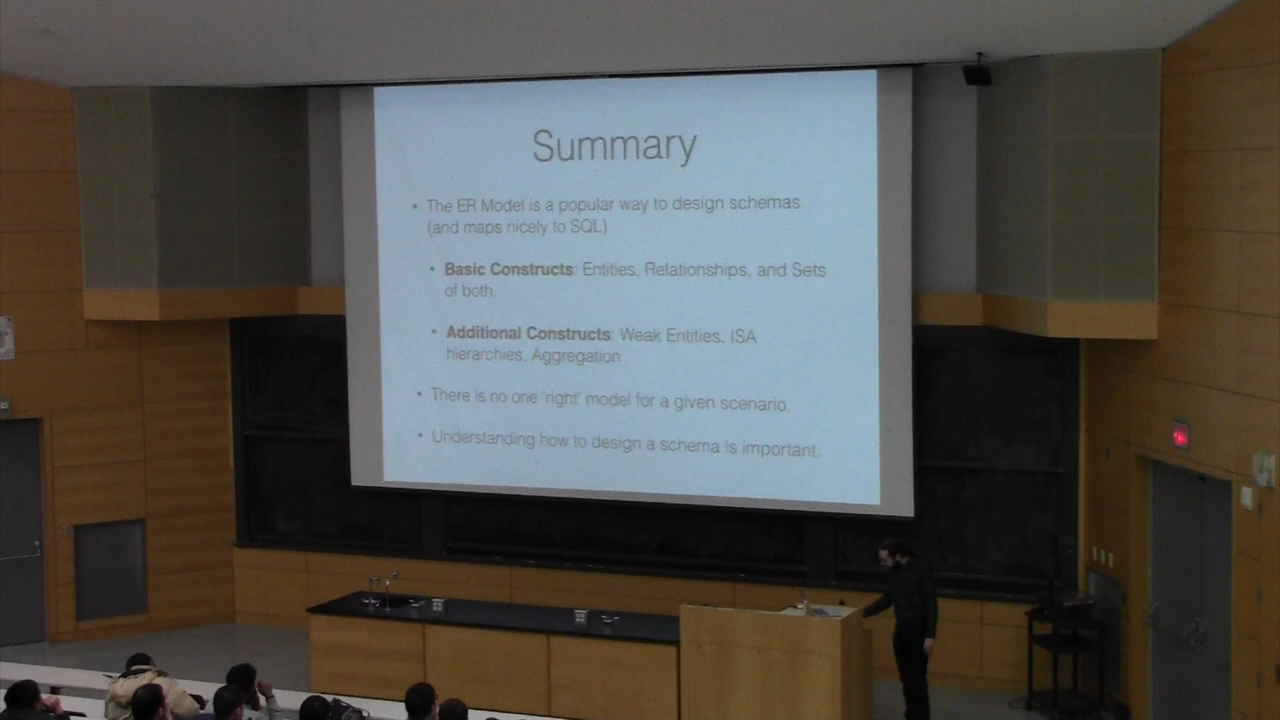 Summary
• The ER Model is a popular way to design schemas
(and maps nicely to SQL)
• Basic Constructs: Entities, Relationships, and Sets
of both.
• Additional Constructs: Weak Entities, ISA
hierarchies, Aggregation
• There is no one 'right' model for a given scenario.
• Understanding how to design a schema is important.